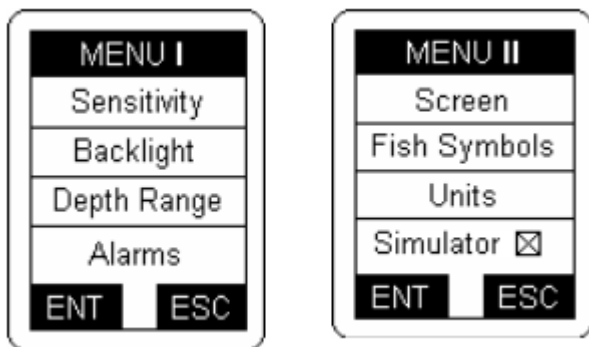 MENU I
Sensitivity
Backlight
Depth Range
Alarms
ENT ESC
MENU II
Screen
Fish Symbols
Units
Simulator ☒
ENT ESC